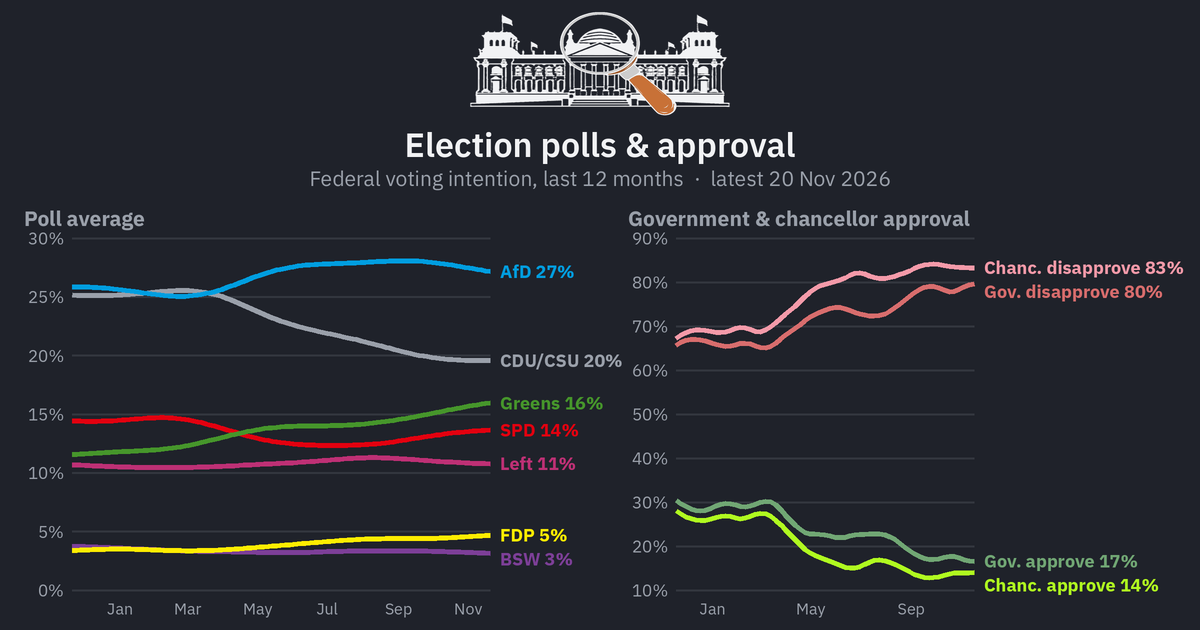 Election polls & approval
Federal voting intention, last 12 months · latest 20 Nov 2026
Poll average
30%
25%
20%
15%
10%
5%
0%
Jan Mar May Jul Sep Nov
AfD 27%
CDU/CSU 20%
Greens 16%
SPD 14%
Left 11%
FDP 5%
BSW 3%
Government & chancellor approval
90%
80%
70%
60%
50%
40%
30%
20%
10%
Jan May Sep
Chanc. disapprove 83%
Gov. disapprove 80%
Gov. approve 17%
Chanc. approve 14%